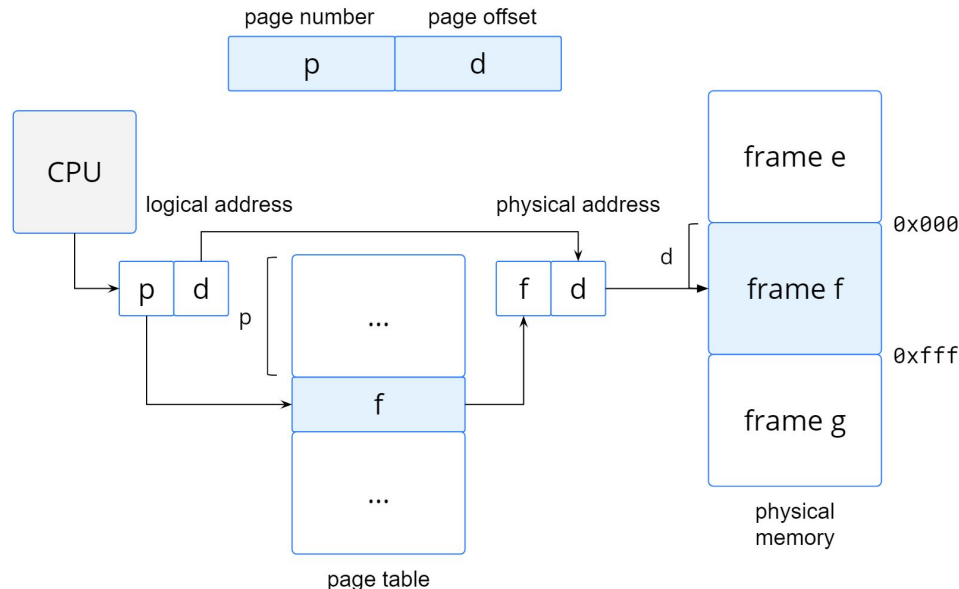 page number page offset
p d
CPU
frame e
logical address physical address
0x000
d
p d
f d
frame f
p
...
0xfff
f
frame g
...
physical
memory
page table